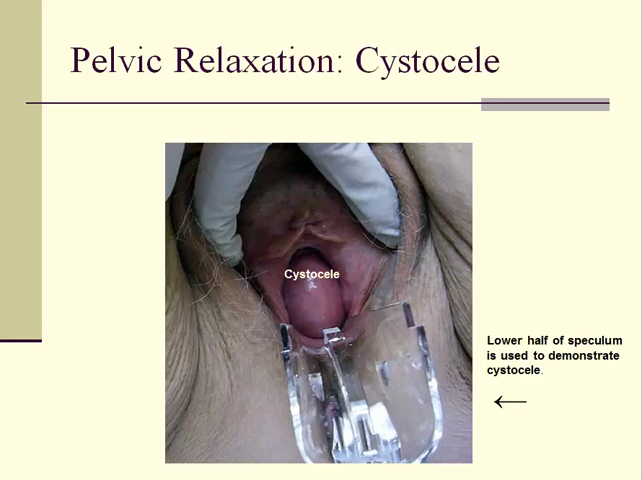 Pelvic Relaxation: Cystocele
Cystocele
Lower half of speculum
is used to demonstrate
cystocele.